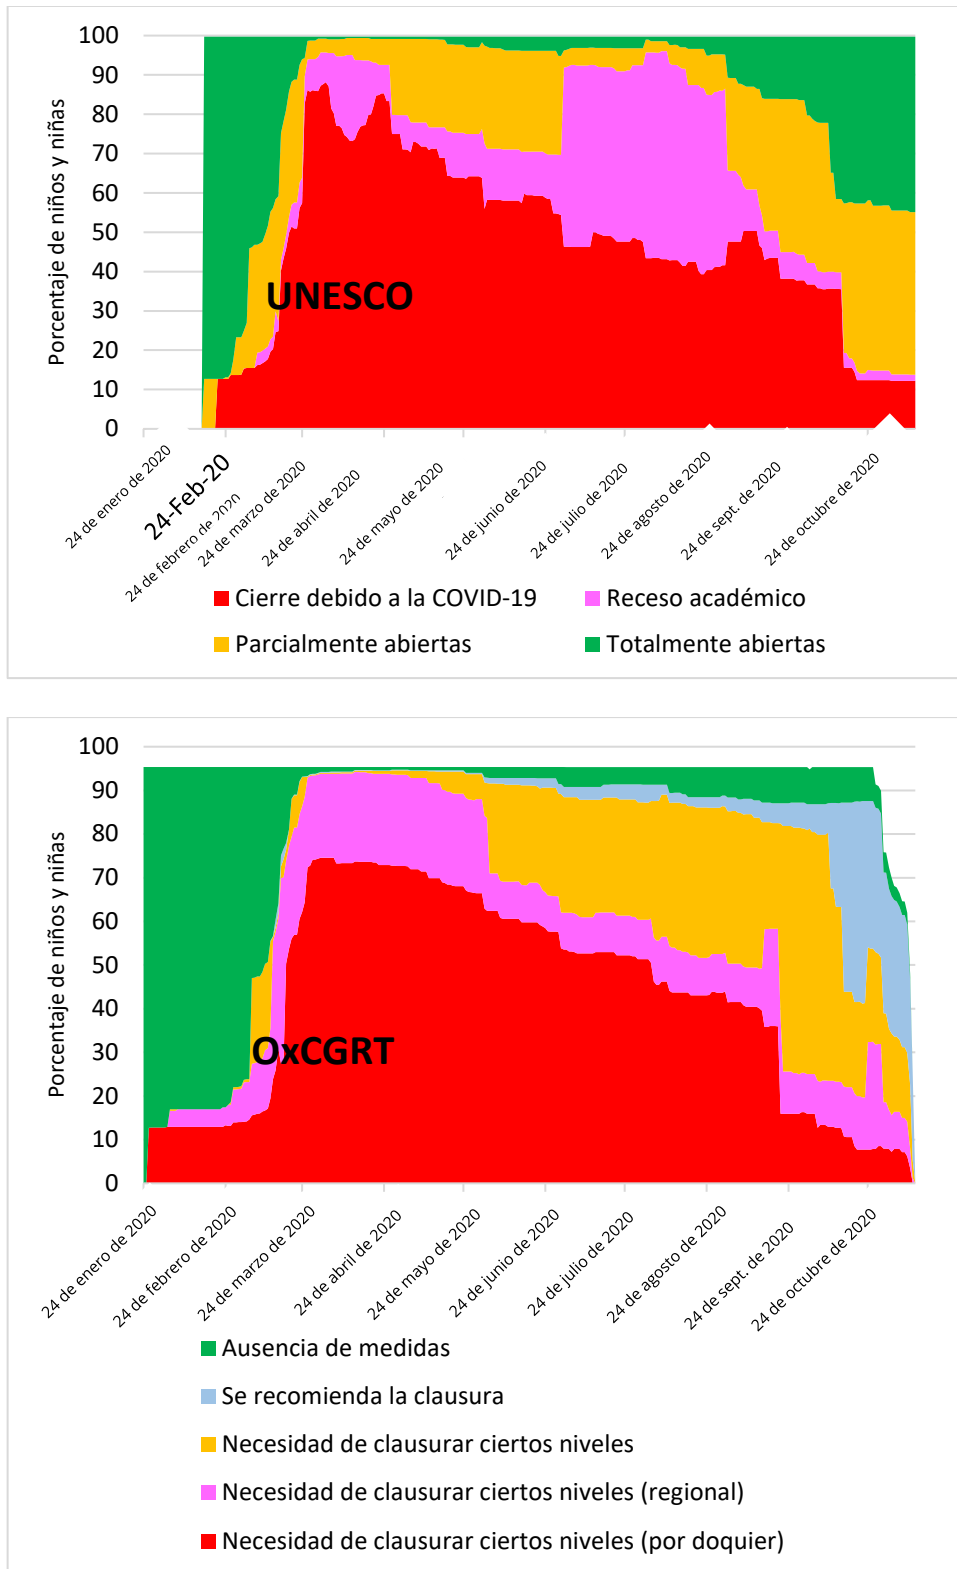 100
90
80
70
60
50
40
30
20
10
0
Porcentaje de niños y niñas
UNESCO
24 de enero de 2020
24-Feb-20
24 de febrero de 2020
24 de marzo de 2020
24 de abril de 2020
24 de mayo de 2020
24 de junio de 2020
24 de julio de 2020
24 de agosto de 2020
24 de sept. de 2020
24 de octubre de 2020
Cierre debido a la COVID-19
Receso académico
Parcialmente abiertas
Totalmente abiertas
100
90
80
70
60
50
40
30
20
10
0
Porcentaje de niños y niñas
OxCGRT
24 de enero de 2020
24 de febrero de 2020
24 de marzo de 2020
24 de abril de 2020
24 de mayo de 2020
24 de junio de 2020
24 de julio de 2020
24 de agosto de 2020
24 de sept. de 2020
24 de octubre de 2020
Ausencia de medidas
Se recomienda la clausura
Necesidad de clausurar ciertos niveles
Necesidad de clausurar ciertos niveles (regional)
Necesidad de clausurar ciertos niveles (por doquier)